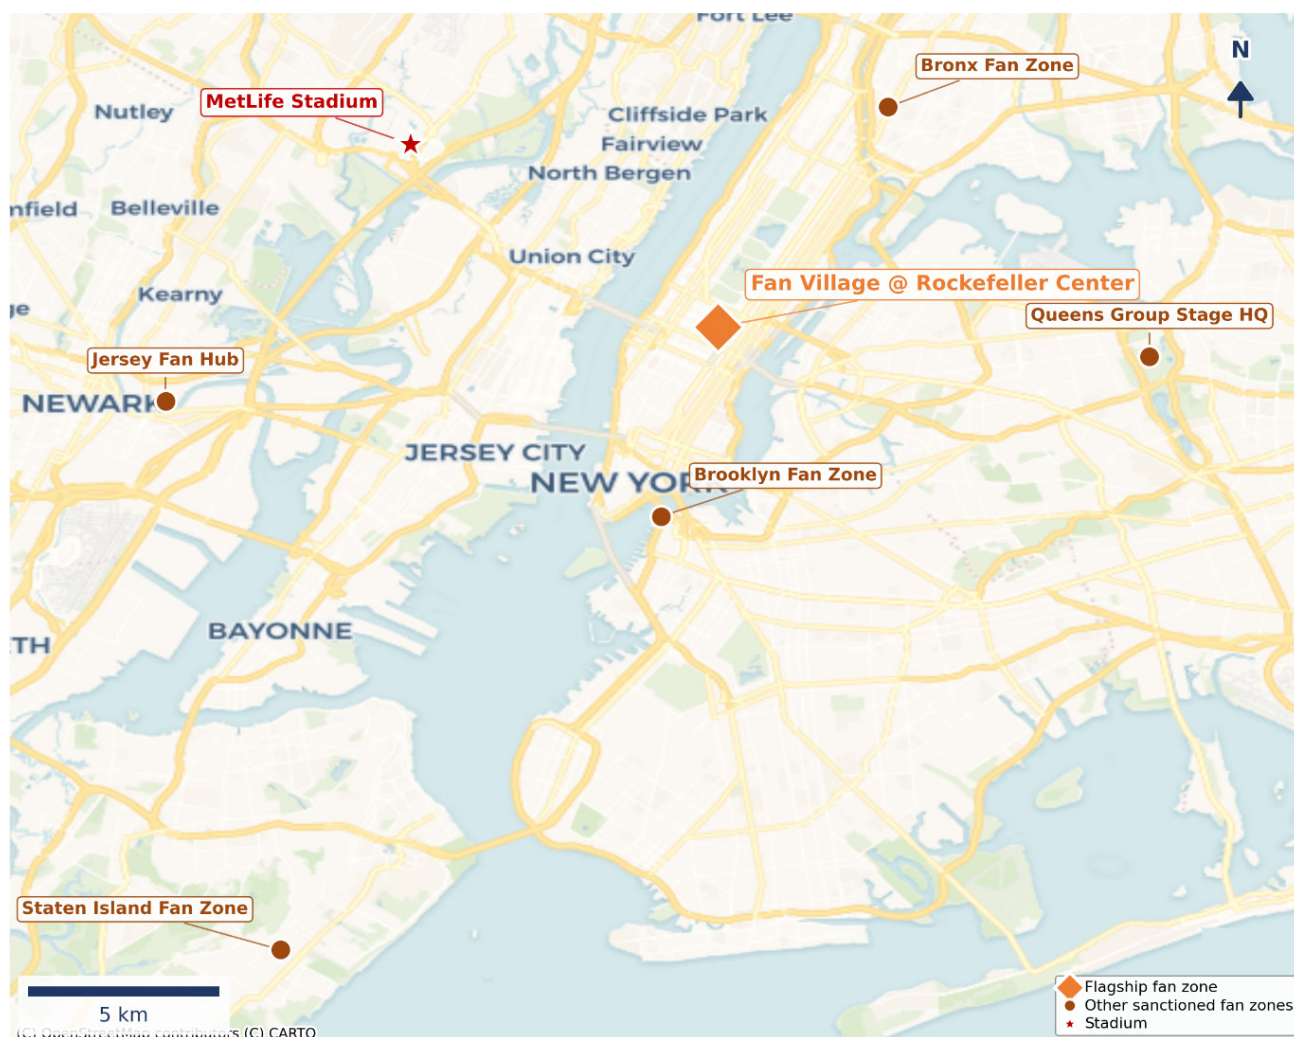 Fort Lee
N
Bronx Fan Zone
MetLife Stadium
Nutley
Cliffside Park
Fairview
North Bergen
nfield
Belleville
Union City
Fan Village @ Rockefeller Center
Kearny
ge
Queens Group Stage HQ
Jersey Fan Hub
NEWARK
JERSEY CITY
NEW YORK
Brooklyn Fan Zone
BAYONNE
TH
Staten Island Fan Zone
5 km
(C) OpenStreetMap contributors (C) CARTO
Flagship fan zone
Other sanctioned fan zones
Stadium